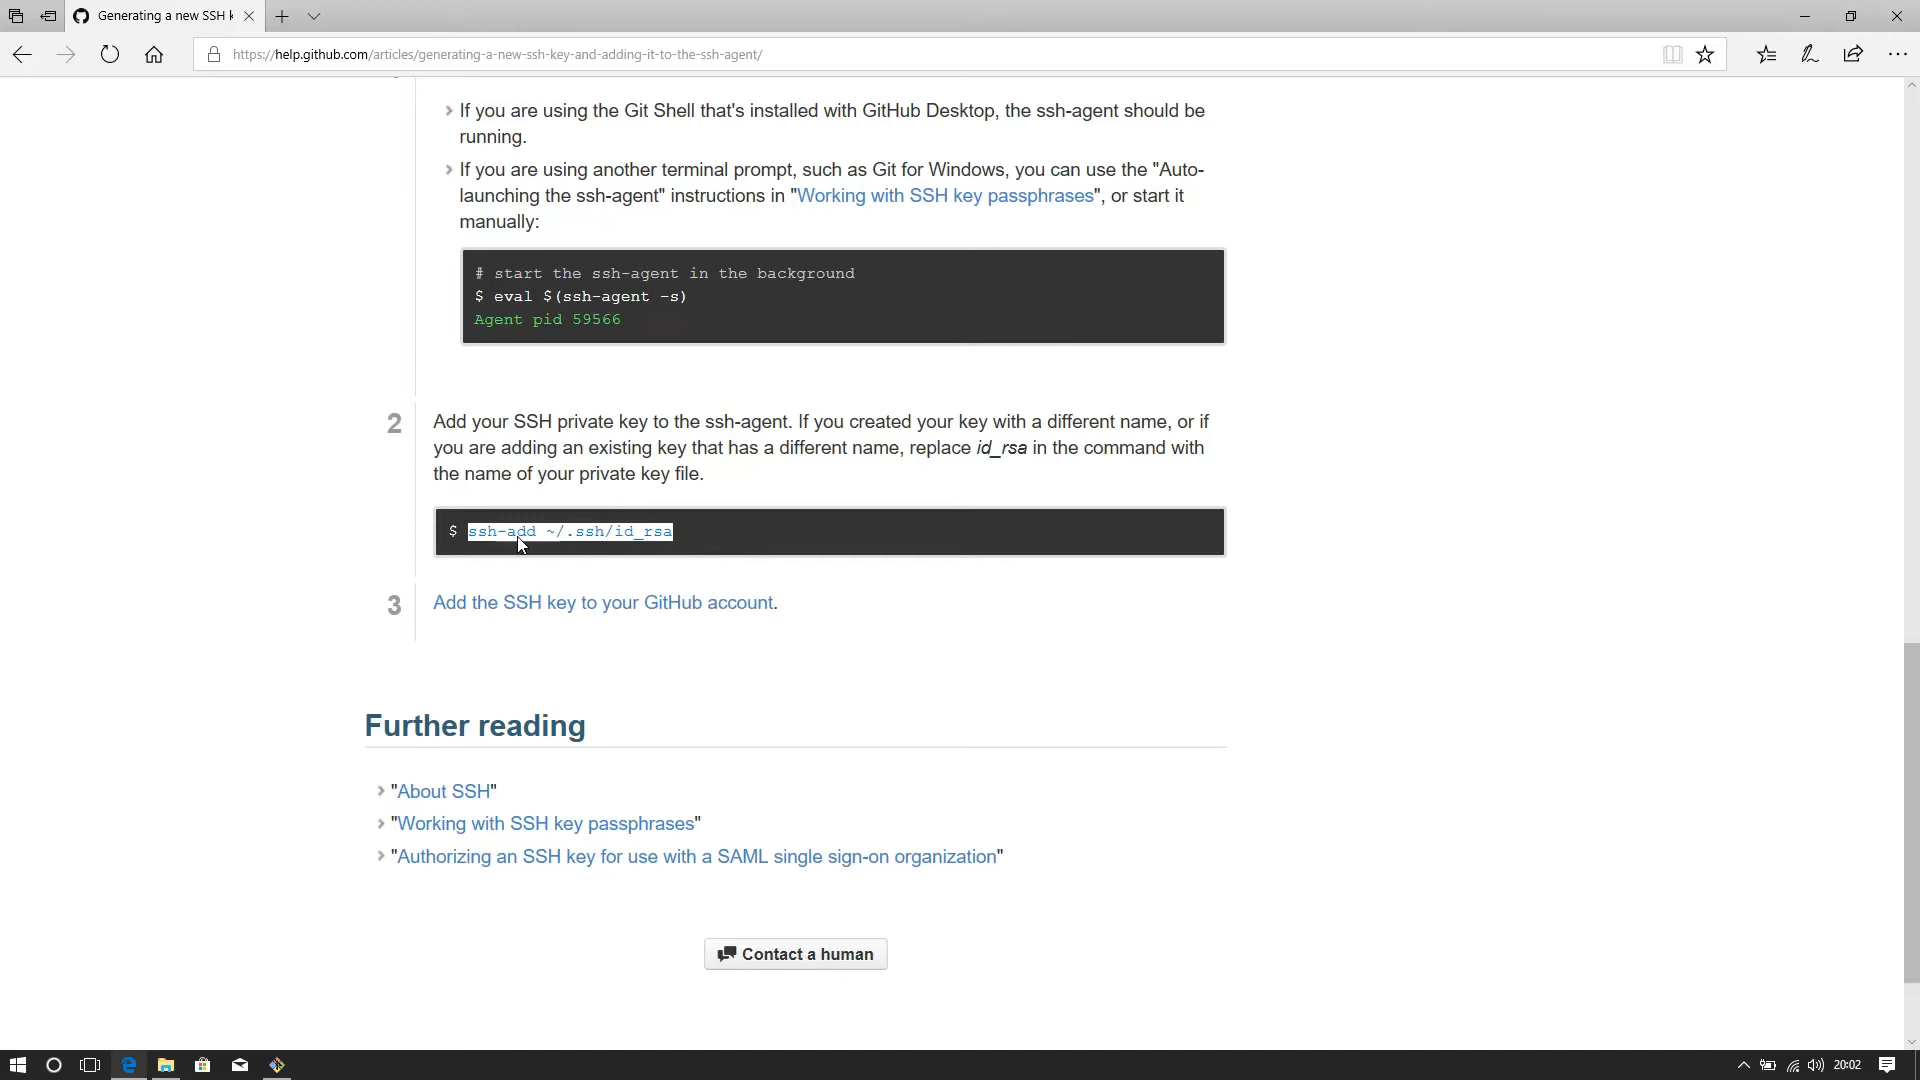 Generating a new SSH k
https://help.github.com/articles/generating-a-new-ssh-key-and-adding-it-to-the-ssh-agent/
If you are using the Git Shell that's installed with GitHub Desktop, the ssh-agent should be
running.
If you are using another terminal prompt, such as Git for Windows, you can use the "Auto-
launching the ssh-agent" instructions in "Working with SSH key passphrases", or start it
manually:
# start the ssh-agent in the background
$ eval $(ssh-agent -s)
Agent pid 59566
2
Add your SSH private key to the ssh-agent. If you created your key with a different name, or if
you are adding an existing key that has a different name, replace id_rsa in the command with
the name of your private key file.
$ ssh-add ~/.ssh/id_rsa
3
Add the SSH key to your GitHub account.
Further reading
"About SSH"
"Working with SSH key passphrases"
"Authorizing an SSH key for use with a SAML single sign-on organization"
Contact a human
20:02